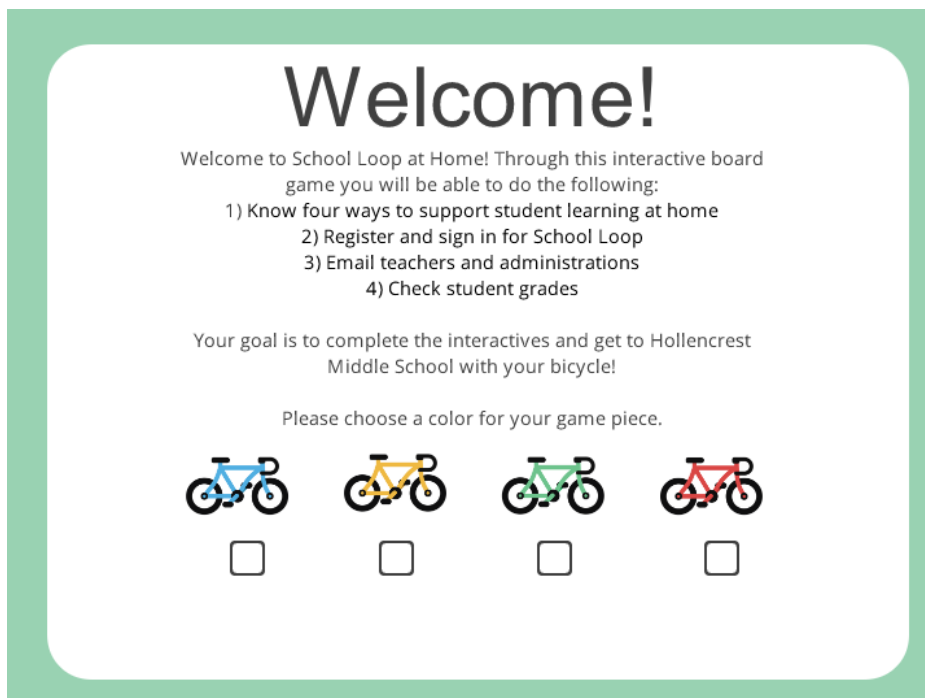 Welcome!
Welcome to School Loop at Home! Through this interactive board
game you will be able to do the following:
1) Know four ways to support student learning at home
2) Register and sign in for School Loop
3) Email teachers and administrations
4) Check student grades
Your goal is to complete the interactives and get to Hollencrest
Middle School with your bicycle!
Please choose a color for your game piece.